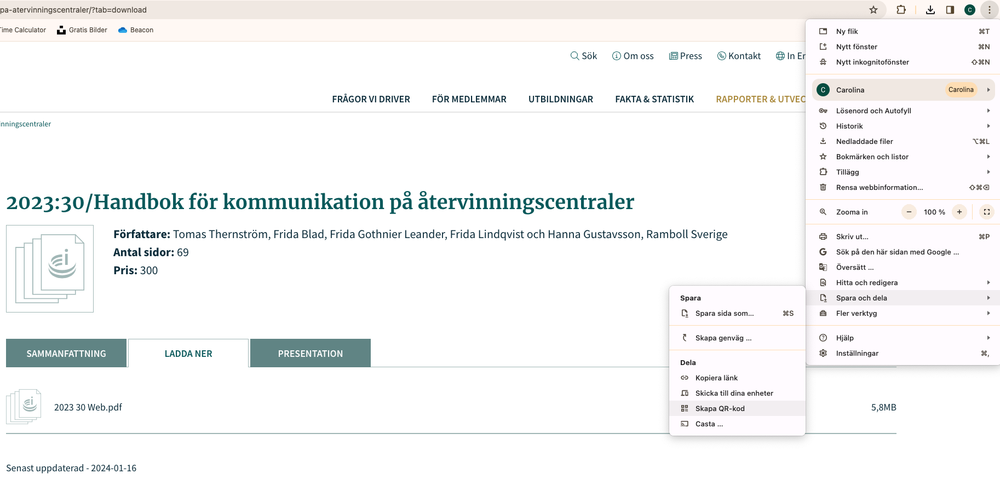 pa-atervinningscentraler/?tab=download
C
Time Calculator Gratis Bilder Beacon
Sök Om oss Press Kontakt In En
FRÅGOR VI DRIVER FÖR MEDLEMMAR UTBILDNINGAR FAKTA & STATISTIK RAPPORTER & UTVEC
inningscentraler
2023:30/Handbok för kommunikation på återvinningscentraler
Författare: Tomas Thernström, Frida Blad, Frida Gothnier Leander, Frida Lindqvist och Hanna Gustavsson, Ramboll Sverige
Antal sidor: 69
Pris: 300
SAMMANFATTNING LADDA NER PRESENTATION
2023 30 Web.pdf 5,8MB
Senast uppdaterad - 2024-01-16
Ny flik ⌘T
Nytt fönster ⌘N
Nytt inkognitofönster ⇧⌘N
C Carolina Carolina
Lösenord och Autofyll
Historik
Nedladdade filer ⌥⌘L
Bokmärken och listor
Tillägg
Rensa webbinformation... ⇧⌘⌫
Zooma in − 100 % +
Skriv ut... ⌘P
Sök på den här sidan med Google ...
Översätt ...
Hitta och redigera
Spara och dela
Fler verktyg
Hjälp
Inställningar ⌘,
Spara
Spara sida som... ⌘S
Skapa genväg ...
Dela
Kopiera länk
Skicka till dina enheter
Skapa QR-kod
Casta ...